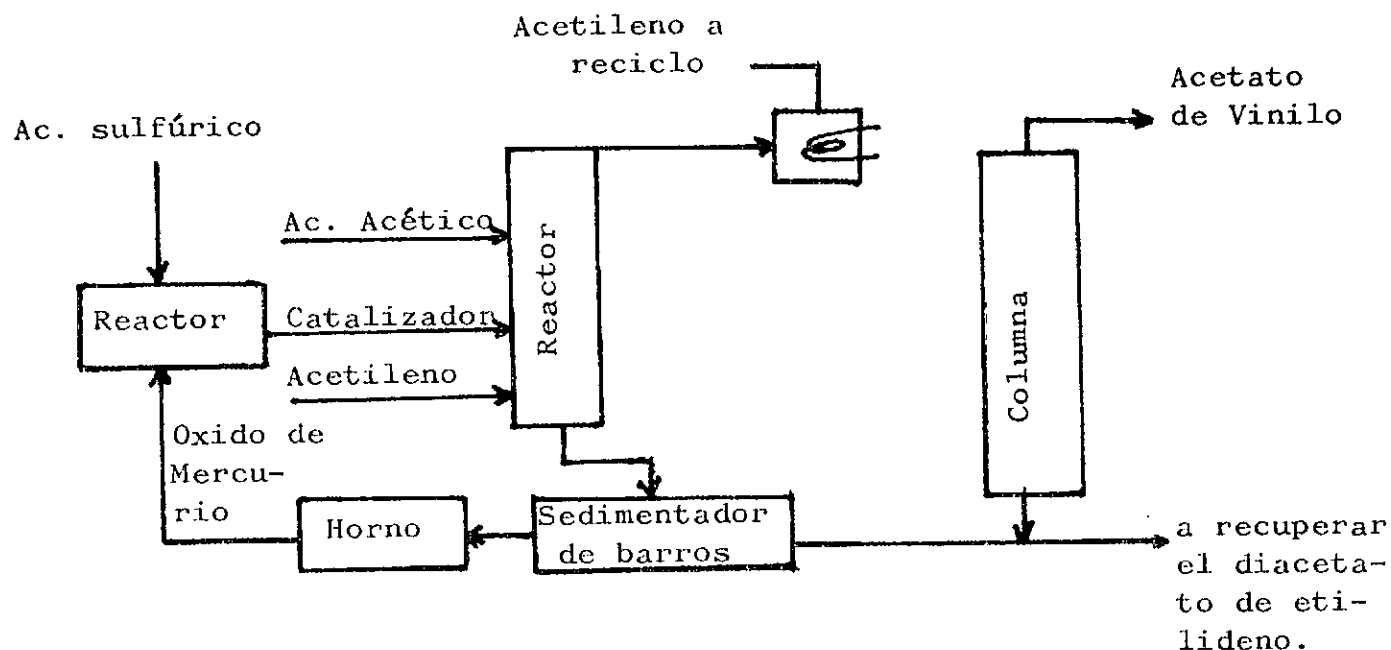 Acetileno a
reciclo
Acetato
de Vinilo
Ac. sulfúrico
Ac. Acético
Reactor
Reactor
Catalizador
Columna
Acetileno
Oxido de
Mercu-
rio
Horno
Sedimentador
de barros
a recuperar
el diaceta-
to de eti-
lideno.